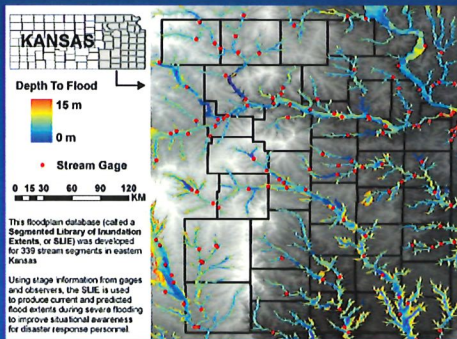 KANSAS
Depth To Flood
15 m
0 m
Stream Gage
0 15 30 60 90 120
KM
This floodplain database (called a
Segmented Library of Inundation
Extents, or SLIE) was developed
for 339 stream segments in eastern
Kansas
Using stage information from gages
and observers, the SLIE is used
to produce current and predicted
flood extents during severe flooding
to improve situational awareness
for disaster response personnel.